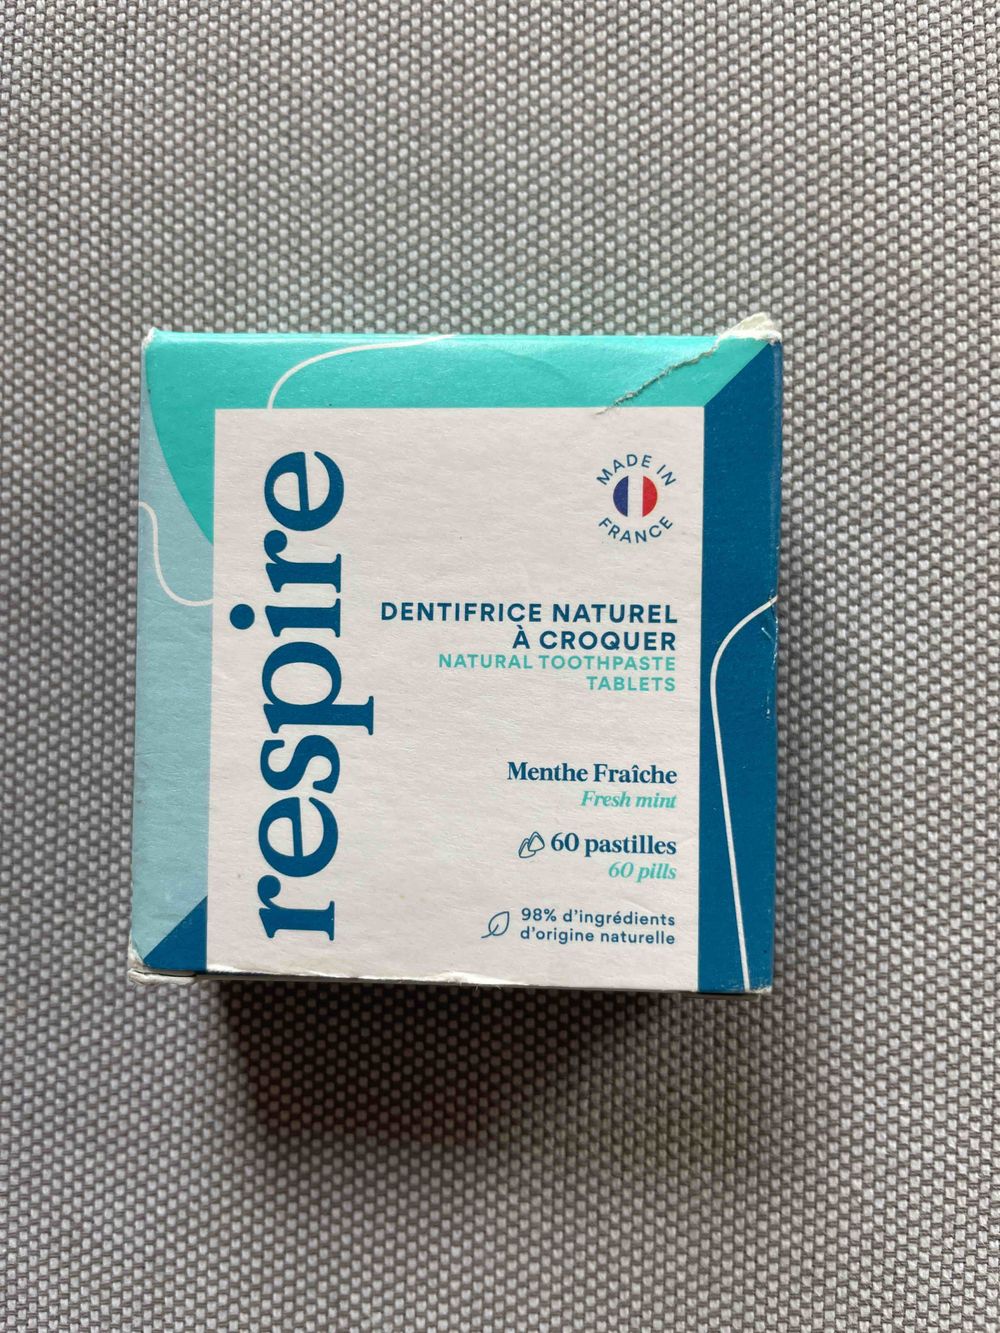 respire
MADE IN
FRANCE
DENTIFRICE NATUREL
À CROQUER
NATURAL TOOTHPASTE
TABLETS
Menthe Fraîche
Fresh mint
60 pastilles
60 pills
98% d'ingrédients
d'origine naturelle